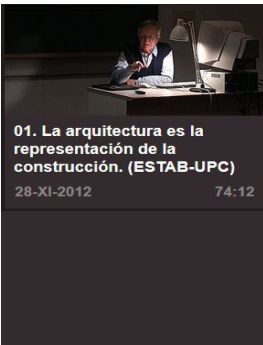 01. La arquitectura es la
representación de la
construcción. (ESTAB-UPC)
28-XI-2012 74:12